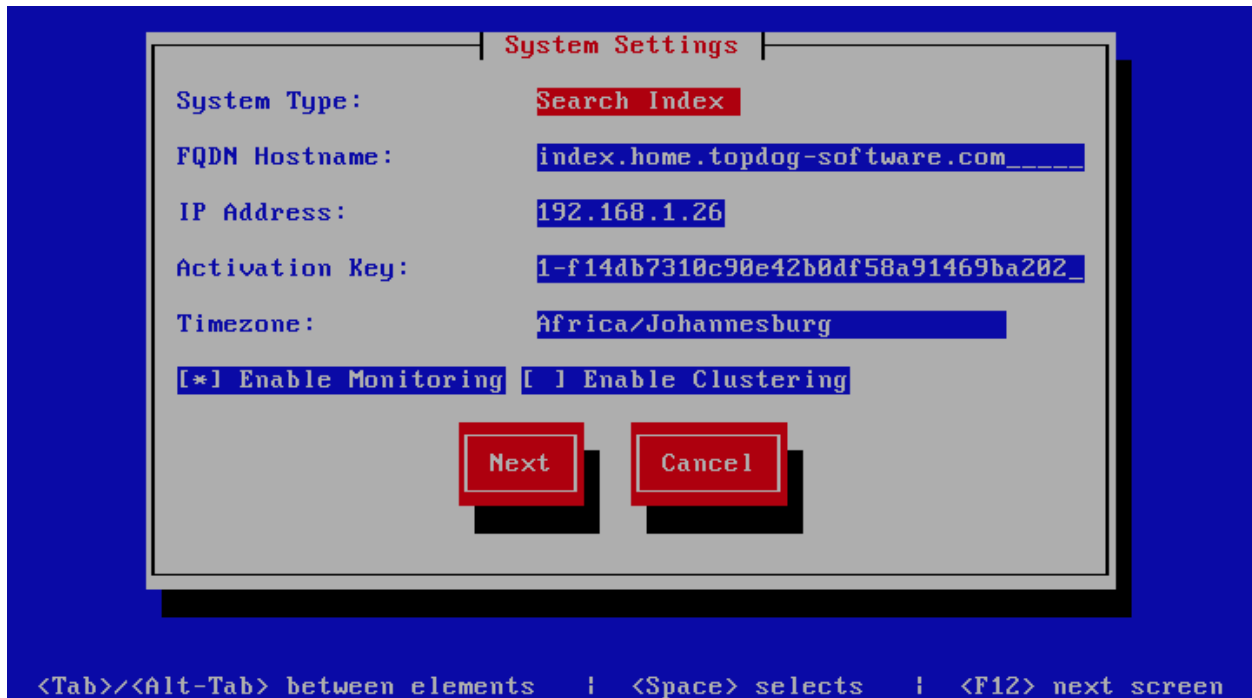 System Settings
System Type: Search Index
FQDN Hostname: index.home.topdog-software.com_____
IP Address: 192.168.1.26
Activation Key: 1-f14db7310c90e42b0df58a91469ba202_
Timezone: Africa/Johannesburg
[*] Enable Monitoring [ ] Enable Clustering
Next Cancel
<Tab>/<Alt-Tab> between elements | <Space> selects | <F12> next screen